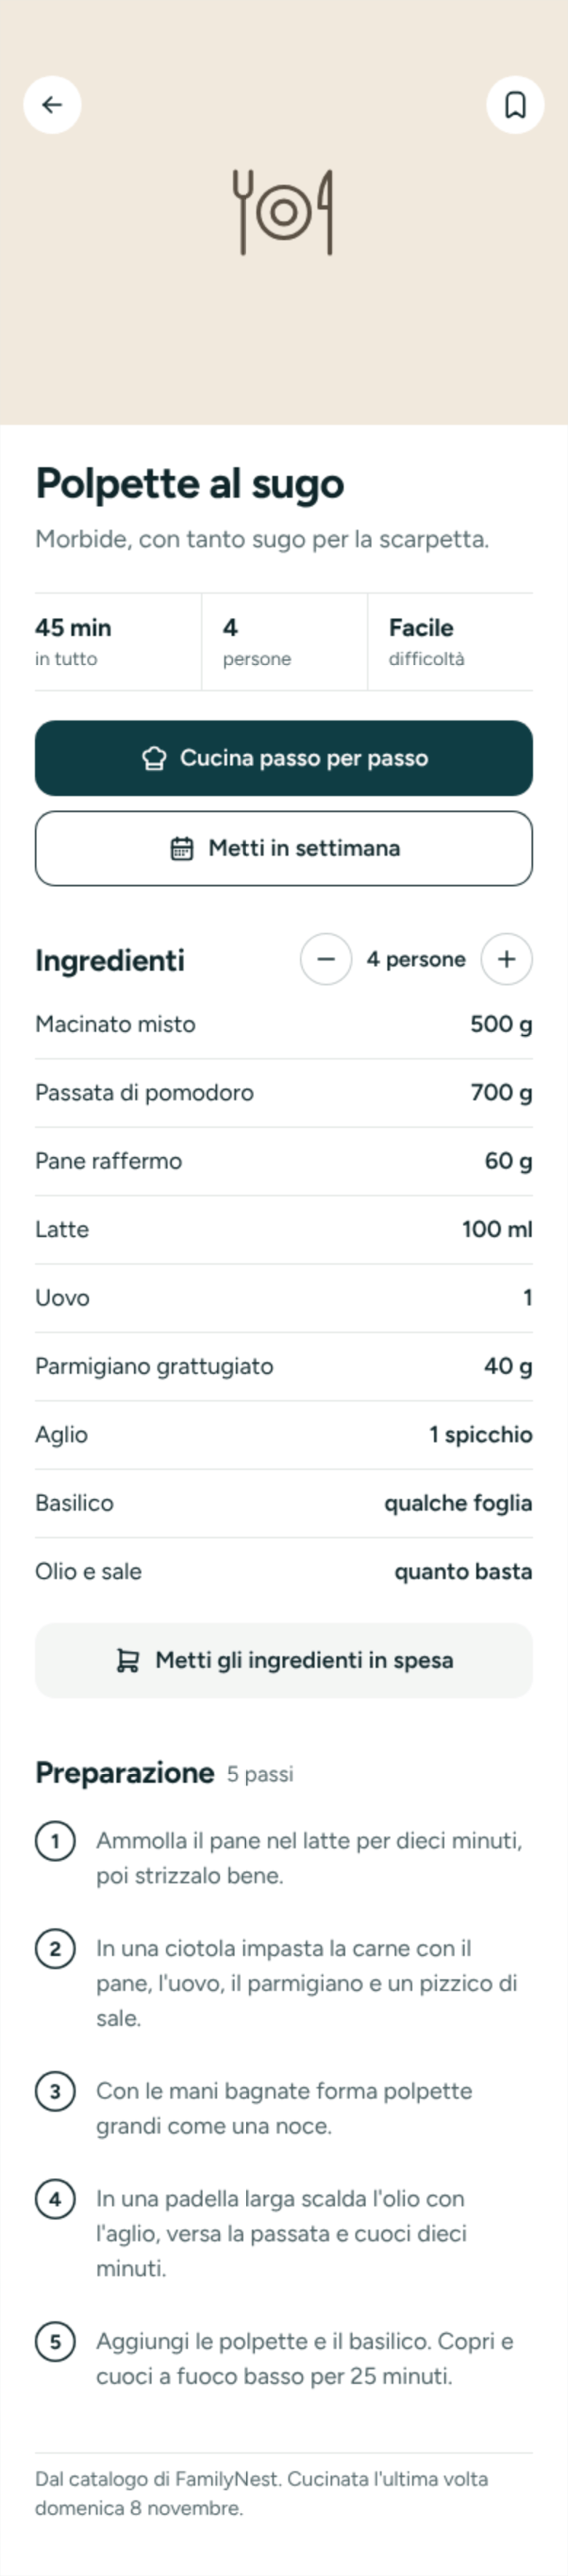 Polpette al sugo
Morbide, con tanto sugo per la scarpetta.
45 min
in tutto
4
persone
Facile
difficoltà
Cucina passo per passo
Metti in settimana
Ingredienti
4 persone
Macinato misto 500 g
Passata di pomodoro 700 g
Pane raffermo 60 g
Latte 100 ml
Uovo 1
Parmigiano grattugiato 40 g
Aglio 1 spicchio
Basilico qualche foglia
Olio e sale quanto basta
Metti gli ingredienti in spesa
Preparazione 5 passi
1 Ammolla il pane nel latte per dieci minuti,
poi strizzalo bene.
2 In una ciotola impasta la carne con il
pane, l'uovo, il parmigiano e un pizzico di
sale.
3 Con le mani bagnate forma polpette
grandi come una noce.
4 In una padella larga scalda l'olio con
l'aglio, versa la passata e cuoci dieci
minuti.
5 Aggiungi le polpette e il basilico. Copri e
cuoci a fuoco basso per 25 minuti.
Dal catalogo di FamilyNest. Cucinata l'ultima volta
domenica 8 novembre.